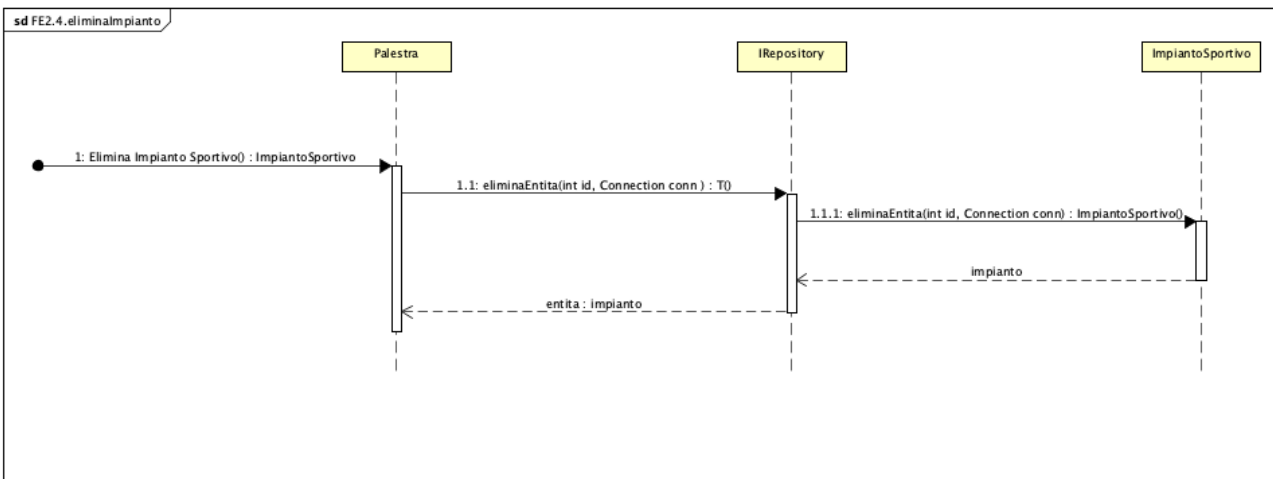 sd FE2.4.eliminaImpianto
Palestra
IRepository
ImpiantoSportivo
1: Elimina Impianto Sportivo() : ImpiantoSportivo
1.1: eliminaEntita(int id, Connection conn ) : T()
1.1.1: eliminaEntita(int id, Connection conn) : ImpiantoSportivo()
impianto
entita : impianto